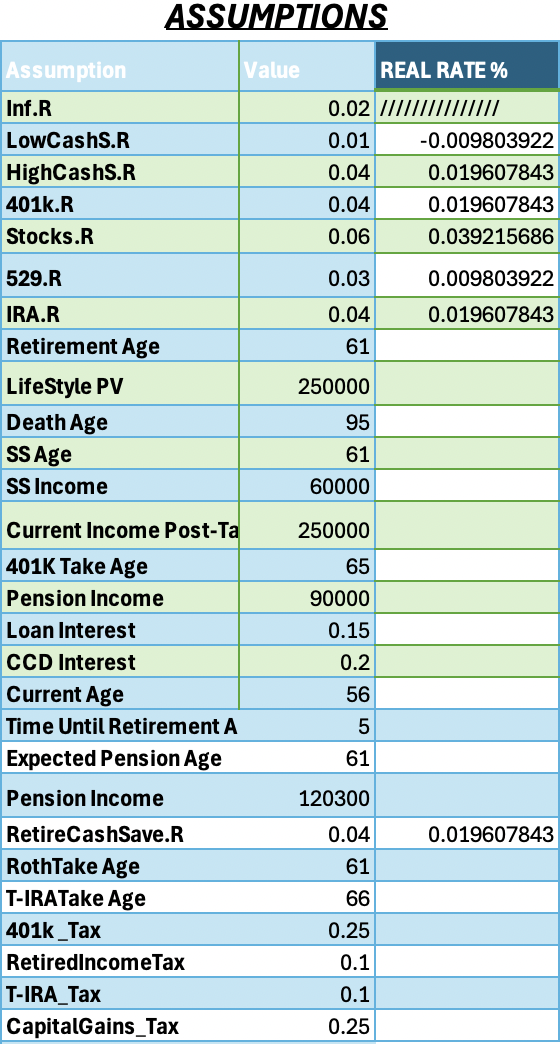 ASSUMPTIONS
Assumption Value REAL RATE %
Inf.R 0.02 ///////////////
LowCashS.R 0.01 -0.009803922
HighCashS.R 0.04 0.019607843
401k.R 0.04 0.019607843
Stocks.R 0.06 0.039215686
529.R 0.03 0.009803922
IRA.R 0.04 0.019607843
Retirement Age 61
LifeStyle PV 250000
Death Age 95
SS Age 61
SS Income 60000
Current Income Post-Ta 250000
401K Take Age 65
Pension Income 90000
Loan Interest 0.15
CCD Interest 0.2
Current Age 56
Time Until Retirement A 5
Expected Pension Age 61
Pension Income 120300
RetireCashSave.R 0.04 0.019607843
RothTake Age 61
T-IRATake Age 66
401k _Tax 0.25
RetiredIncomeTax 0.1
T-IRA_Tax 0.1
CapitalGains_Tax 0.25